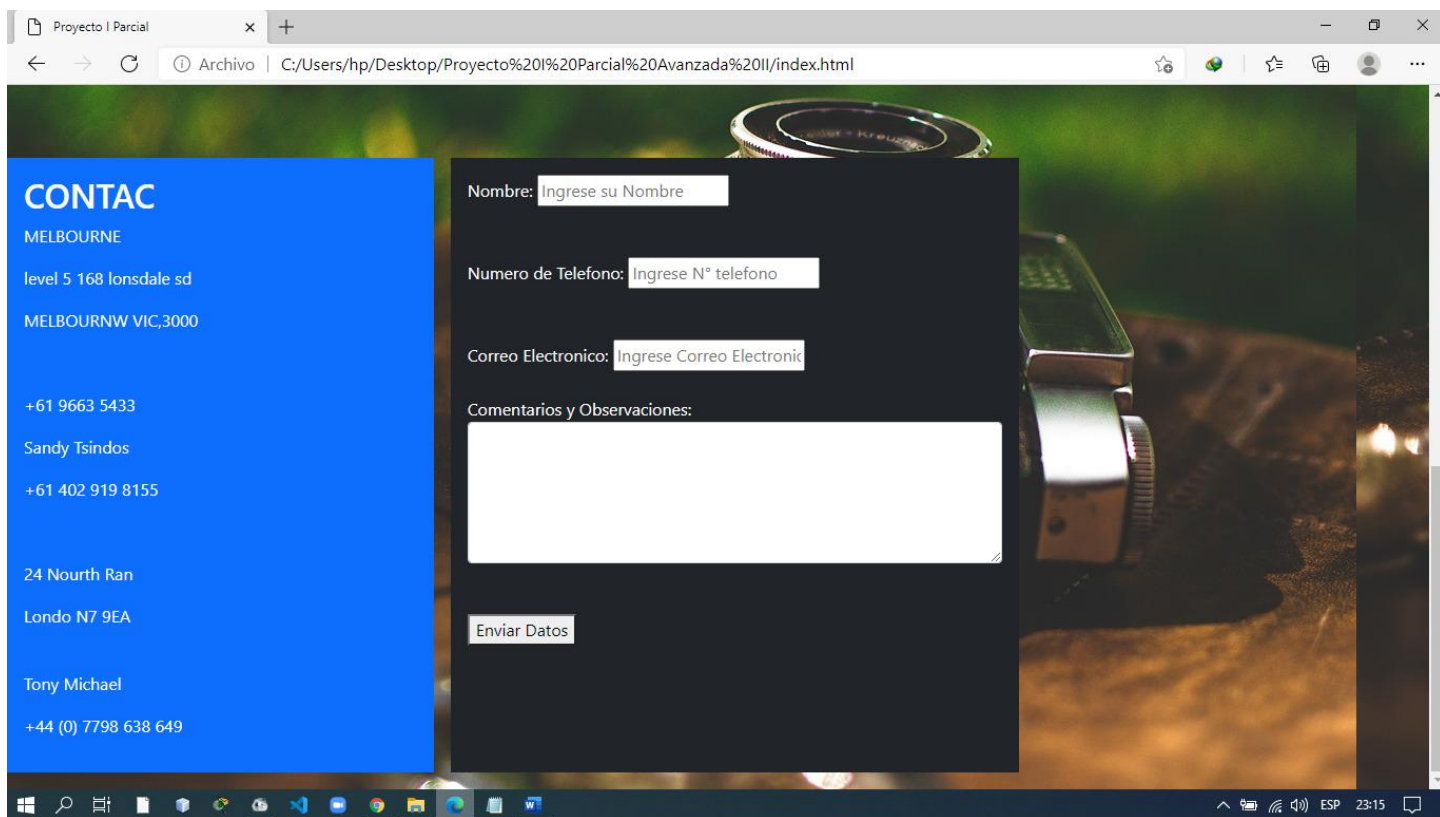 Proyecto I Parcial
Archivo
C:/Users/hp/Desktop/Proyecto%20I%20Parcial%20Avanzada%20II/index.html
CONTAC
MELBOURNE
level 5 168 lonsdale sd
MELBOURNW VIC,3000
+61 9663 5433
Sandy Tsindos
+61 402 919 8155
24 Nourth Ran
Londo N7 9EA
Tony Michael
+44 (0) 7798 638 649
Nombre: Ingrese su Nombre
Numero de Telefono: Ingrese N° telefono
Correo Electronico: Ingrese Correo Electronic
Comentarios y Observaciones:
Enviar Datos
ESP 23:15